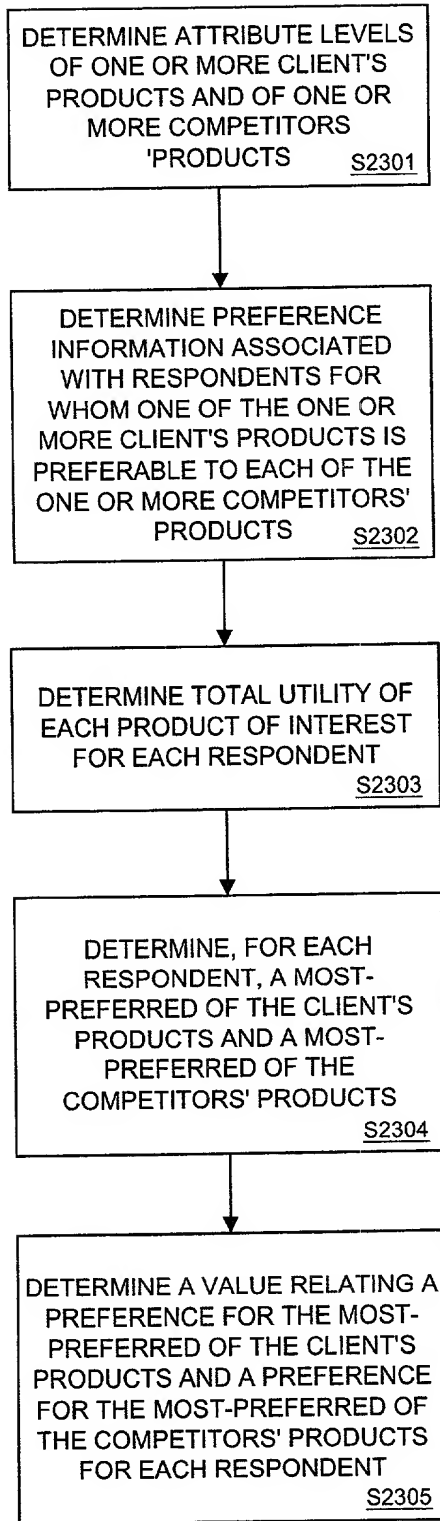 DETERMINE ATTRIBUTE LEVELS
OF ONE OR MORE CLIENT'S
PRODUCTS AND OF ONE OR
MORE COMPETITORS
'PRODUCTS
S2301
DETERMINE PREFERENCE
INFORMATION ASSOCIATED
WITH RESPONDENTS FOR
WHOM ONE OF THE ONE OR
MORE CLIENT'S PRODUCTS IS
PREFERABLE TO EACH OF THE
ONE OR MORE COMPETITORS'
PRODUCTS
S2302
DETERMINE TOTAL UTILITY OF
EACH PRODUCT OF INTEREST
FOR EACH RESPONDENT
S2303
DETERMINE, FOR EACH
RESPONDENT, A MOST-
PREFERRED OF THE CLIENT'S
PRODUCTS AND A MOST-
PREFERRED OF THE
COMPETITORS' PRODUCTS
S2304
DETERMINE A VALUE RELATING A
PREFERENCE FOR THE MOST-
PREFERRED OF THE CLIENT'S
PRODUCTS AND A PREFERENCE
FOR THE MOST-PREFERRED OF
THE COMPETITORS' PRODUCTS
FOR EACH RESPONDENT
S2305